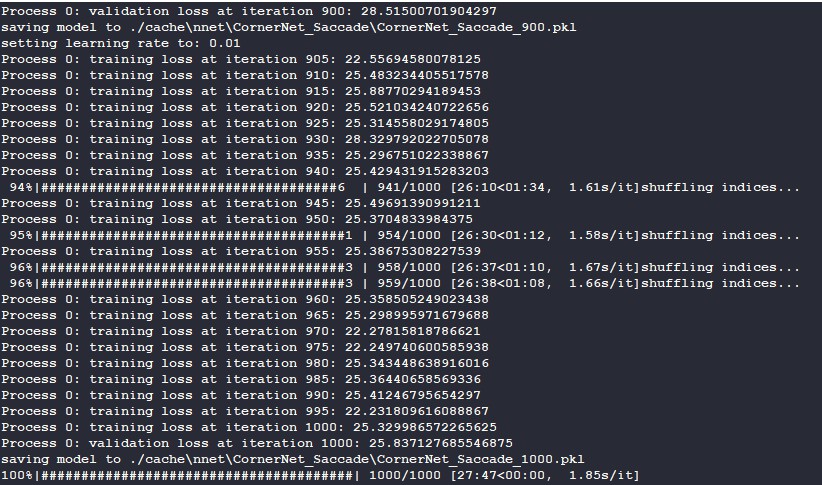 Process 0: validation loss at iteration 900: 28.51500701904297
saving model to ./cache\nnet\CornerNet_Saccade\CornerNet_Saccade_900.pkl
setting learning rate to: 0.01
Process 0: training loss at iteration 905: 22.55694580078125
Process 0: training loss at iteration 910: 25.483234405517578
Process 0: training loss at iteration 915: 25.88770294189453
Process 0: training loss at iteration 920: 25.521034240722656
Process 0: training loss at iteration 925: 25.314558029174805
Process 0: training loss at iteration 930: 28.329792022705078
Process 0: training loss at iteration 935: 25.296751022338867
Process 0: training loss at iteration 940: 25.429431915283203
94%|#####################################6  | 941/1000 [26:10<01:34,  1.61s/it]shuffling indices...
Process 0: training loss at iteration 945: 25.49691390991211
Process 0: training loss at iteration 950: 25.3704833984375
95%|######################################1 | 954/1000 [26:30<01:12,  1.58s/it]shuffling indices...
Process 0: training loss at iteration 955: 25.38675308227539
96%|######################################3 | 958/1000 [26:37<01:10,  1.67s/it]shuffling indices...
96%|######################################3 | 959/1000 [26:38<01:08,  1.66s/it]shuffling indices...
Process 0: training loss at iteration 960: 25.358505249023438
Process 0: training loss at iteration 965: 25.298995971679688
Process 0: training loss at iteration 970: 22.27815818786621
Process 0: training loss at iteration 975: 22.249740600585938
Process 0: training loss at iteration 980: 25.343448638916016
Process 0: training loss at iteration 985: 25.36440658569336
Process 0: training loss at iteration 990: 25.41246795654297
Process 0: training loss at iteration 995: 22.231809616088867
Process 0: training loss at iteration 1000: 25.329986572265625
Process 0: validation loss at iteration 1000: 25.837127685546875
saving model to ./cache\nnet\CornerNet_Saccade\CornerNet_Saccade_1000.pkl
100%|#######################################| 1000/1000 [27:47<00:00,  1.85s/it]